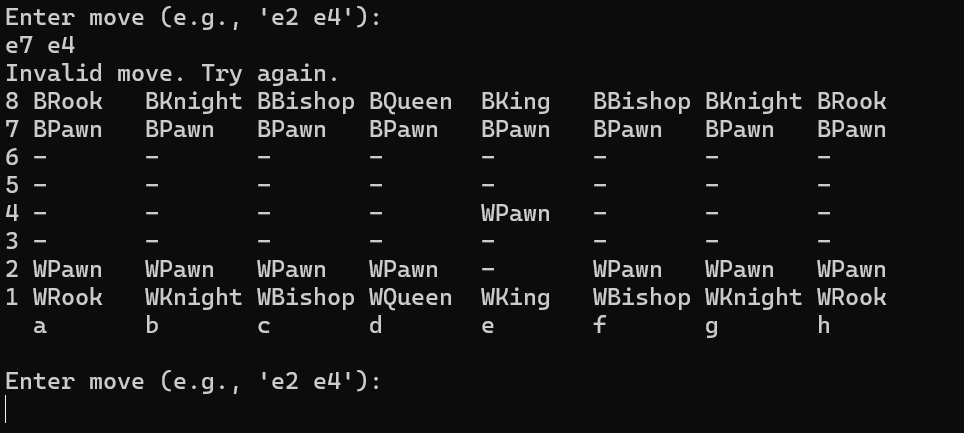 Enter move (e.g., 'e2 e4'):
e7 e4
Invalid move. Try again.
8 BRook   BKnight BBishop BQueen  BKing   BBishop BKnight BRook
7 BPawn   BPawn   BPawn   BPawn   BPawn   BPawn   BPawn   BPawn
6 -       -       -       -       -       -       -       -
5 -       -       -       -       -       -       -       -
4 -       -       -       -       WPawn   -       -       -
3 -       -       -       -       -       -       -       -
2 WPawn   WPawn   WPawn   WPawn   -       WPawn   WPawn   WPawn
1 WRook   WKnight WBishop WQueen  WKing   WBishop WKnight WRook
  a       b       c       d       e       f       g       h
Enter move (e.g., 'e2 e4'):